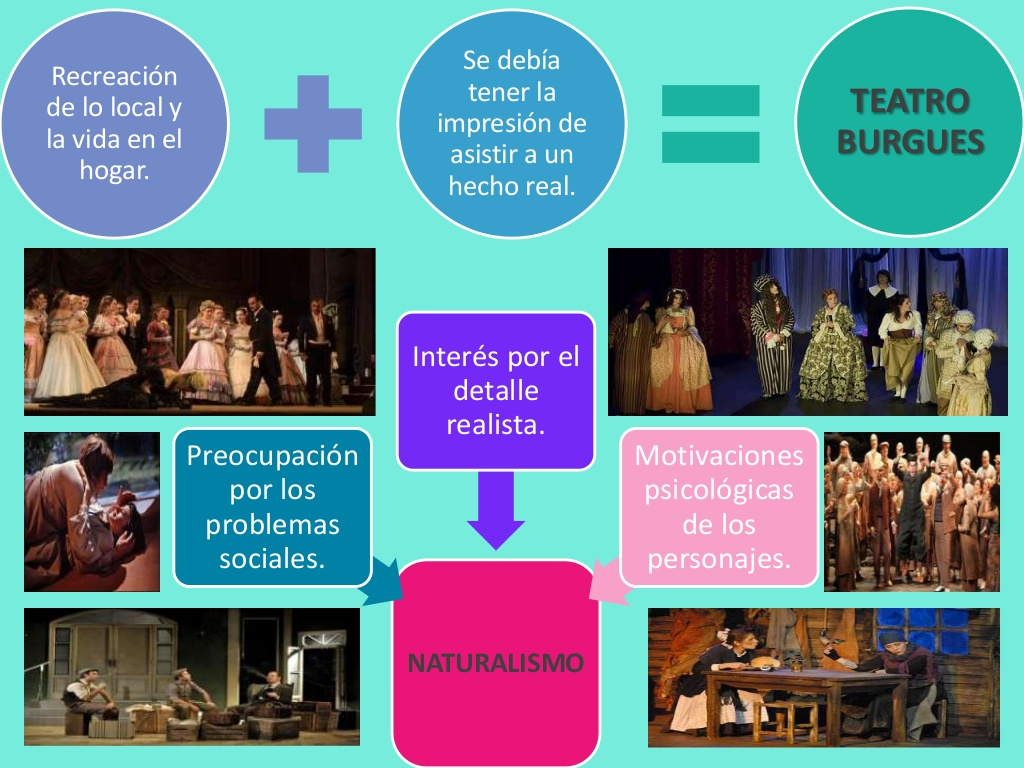 Recreación
de lo local y
la vida en el
hogar.
Se debía
tener la
impresión de
asistir a un
hecho real.
TEATRO
BURGUES
Interés por el
detalle
realista.
Preocupación
por los
problemas
sociales.
Motivaciones
psicológicas
de los
personajes.
NATURALISMO